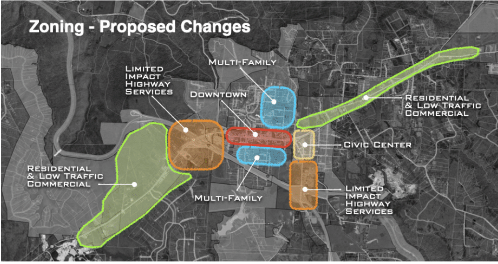 Zoning - Proposed Changes
Limited
Impact
Highway
Services
Multi-Family
Downtown
Residential
& Low Traffic
Commercial
Civic Center
Residential
& Low Traffic
Commercial
Multi-Family
Limited
Impact
Highway
Services